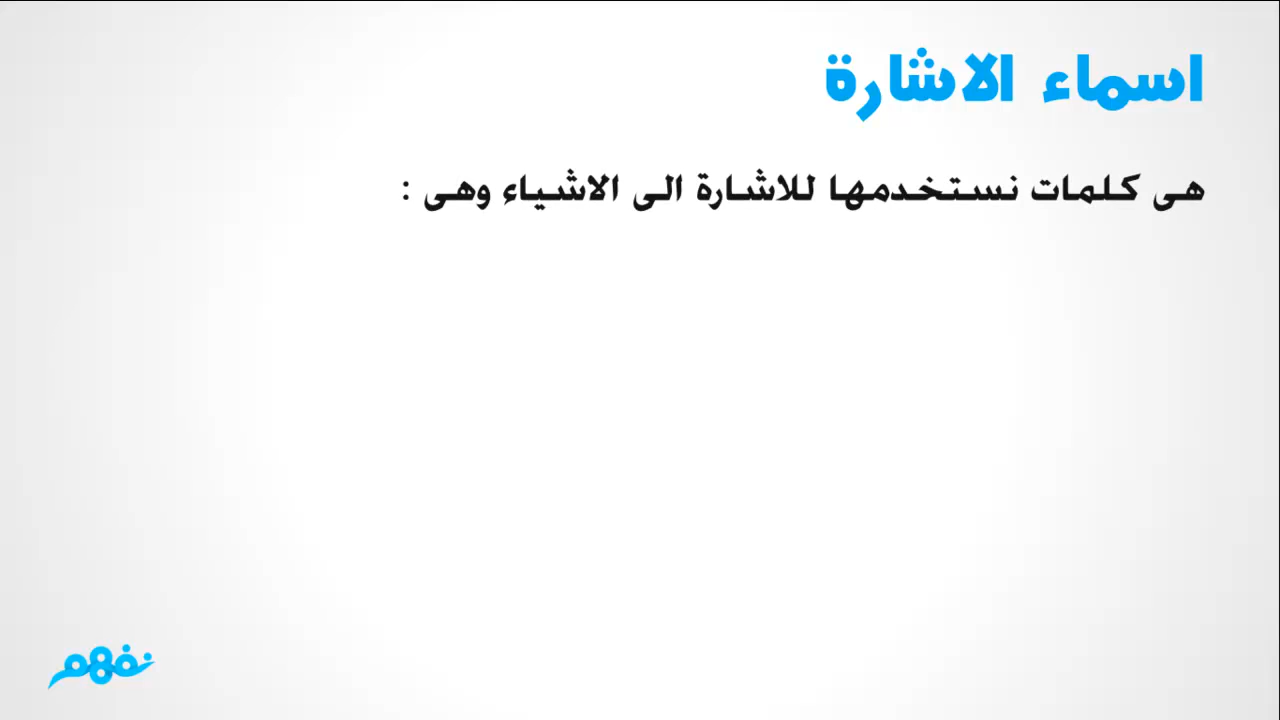 اسماء الاشارة
هى كلمات نستخدمها للاشارة الى الاشياء وهى :
نفهم